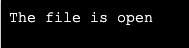 The file is open